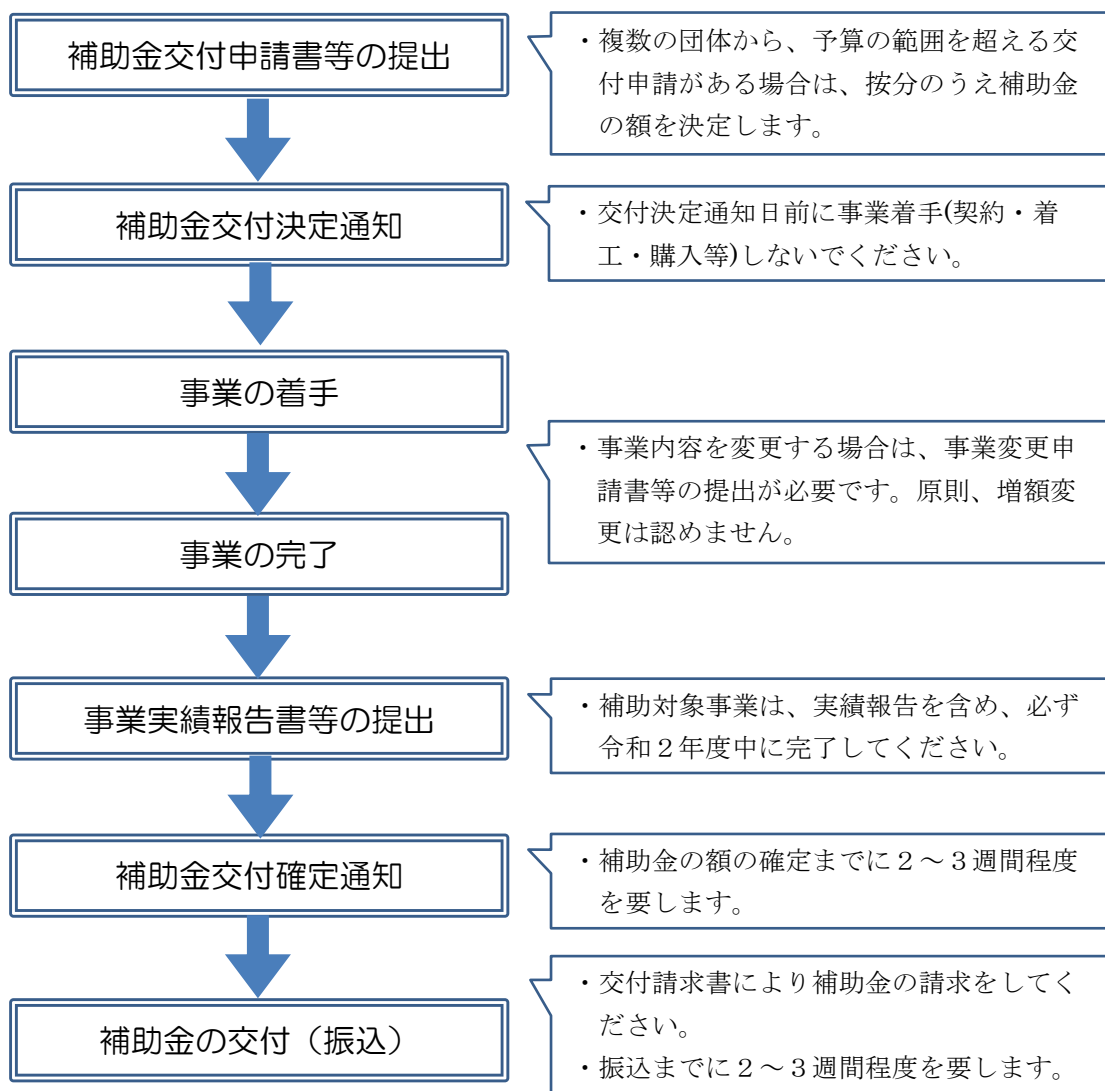 補助金交付申請書等の提出
・複数の団体から、予算の範囲を超える交
付申請がある場合は、按分のうえ補助金
の額を決定します。
補助金交付決定通知
・交付決定通知日前に事業着手(契約・着
工・購入等)しないでください。
事業の着手
・事業内容を変更する場合は、事業変更申
請書等の提出が必要です。原則、増額変
更は認めません。
事業の完了
事業実績報告書等の提出
・補助対象事業は、実績報告を含め、必ず
令和２年度中に完了してください。
補助金交付確定通知
・補助金の額の確定までに２～３週間程度
を要します。
補助金の交付（振込）
・交付請求書により補助金の請求をしてく
ださい。
・振込までに２～３週間程度を要します。